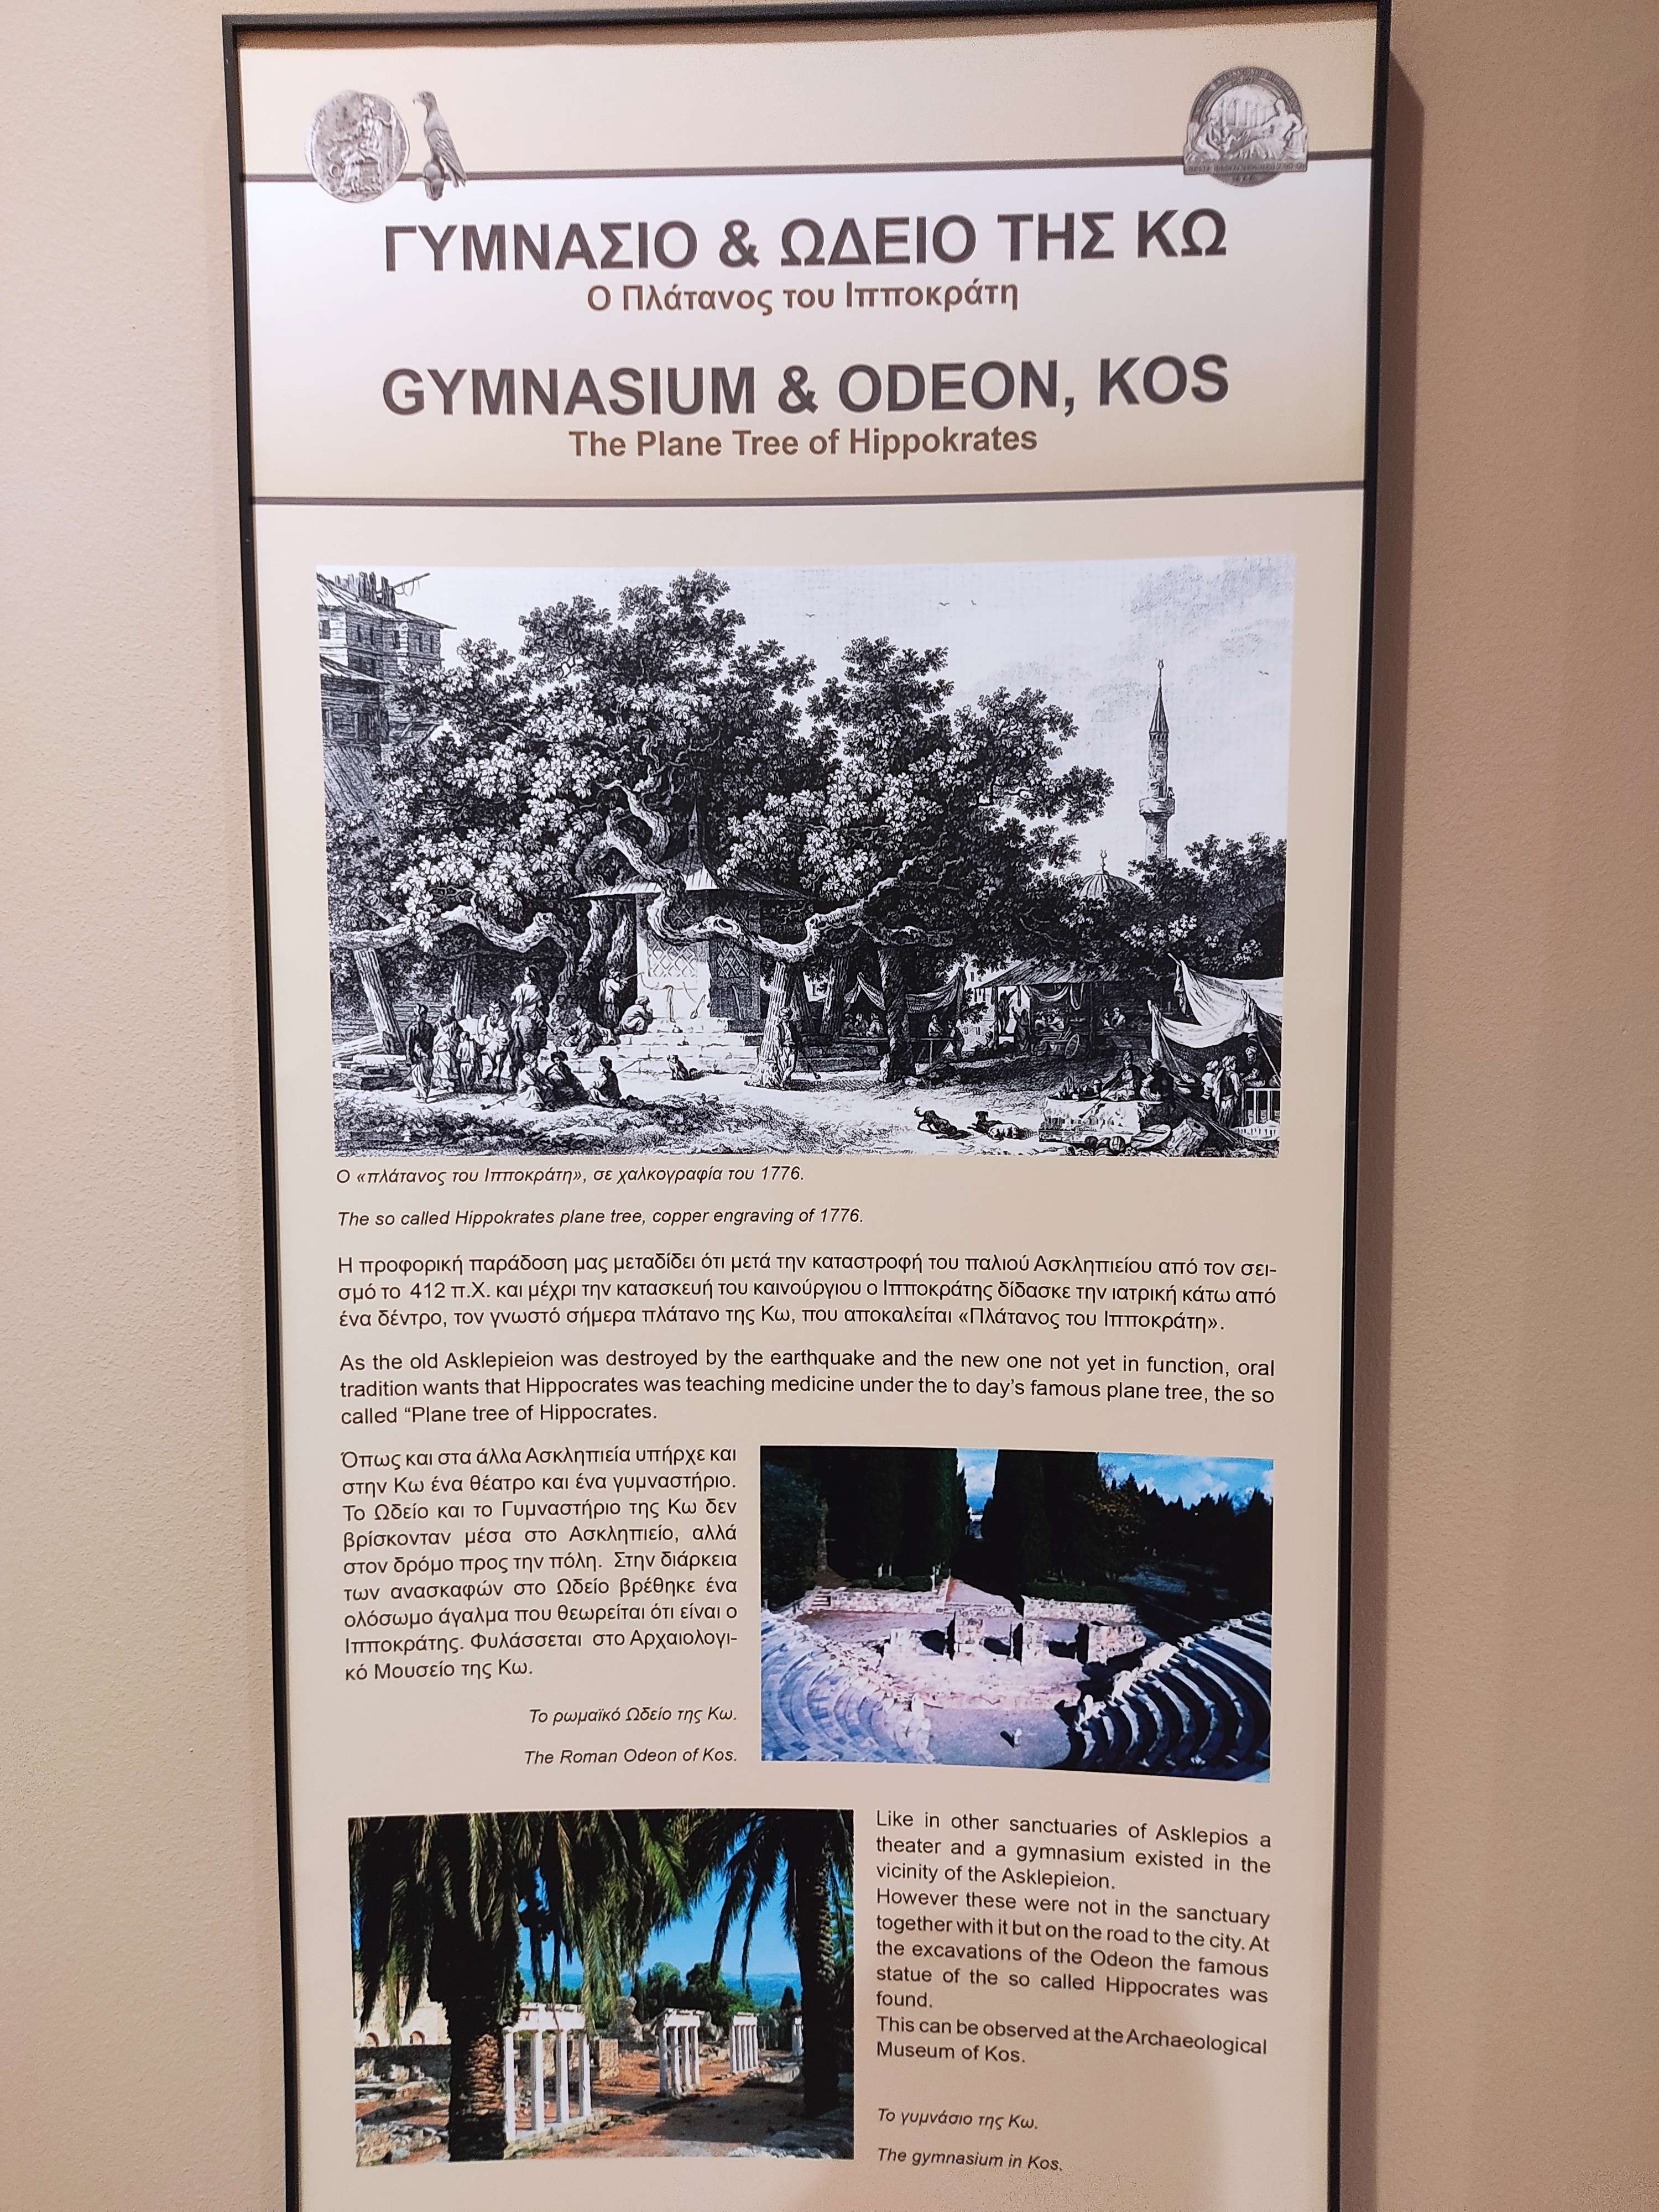 ΓΥΜΝΑΣΙΟ & ΩΔΕΙΟ ΤΗΣ ΚΩ
Ο Πλάτανος του Ιπποκράτη
GYMNASIUM & ODEON, KOS
The Plane Tree of Hippokrates
Ο «πλάτανος του Ιπποκράτη», σε χαλκογραφία του 1776.
The so called Hippokrates plane tree, copper engraving of 1776.
Η προφορική παράδοση μας μεταδίδει ότι μετά την καταστροφή του παλιού Ασκληπιείου από τον σει-
σμό το 412 π.Χ. και μέχρι την κατασκευή του καινούργιου ο Ιπποκράτης δίδασκε την ιατρική κάτω από
ένα δέντρο, τον γνωστό σήμερα πλάτανο της Κω, που αποκαλείται «Πλάτανος του Ιπποκράτη».
As the old Asklepieion was destroyed by the earthquake and the new one not yet in function, oral
tradition wants that Hippocrates was teaching medicine under the to day's famous plane tree, the so
called “Plane tree of Hippocrates.
Όπως και στα άλλα Ασκληπιεία υπήρχε και
στην Κω ένα θέατρο και ένα γυμναστήριο.
Το Ωδείο και το Γυμναστήριο της Κω δεν
βρίσκονταν μέσα στο Ασκληπιείο, αλλά
στον δρόμο προς την πόλη. Στην διάρκεια
των ανασκαφών στο Ωδείο βρέθηκε ένα
ολόσωμο άγαλμα που θεωρείται ότι είναι ο
Ιπποκράτης. Φυλάσσεται στο Αρχαιολογι-
κό Μουσείο της Κω.
Το ρωμαϊκό Ωδείο της Κω.
The Roman Odeon of Kos.
Like in other sanctuaries of Asklepios a
theater and a gymnasium existed in the
vicinity of the Asklepieion.
However these were not in the sanctuary
together with it but on the road to the city. At
the excavations of the Odeon the famous
statue of the so called Hippocrates was
found.
This can be observed at the Archaeological
Museum of Kos.
Το γυμνάσιο της Κω.
The gymnasium in Kos.